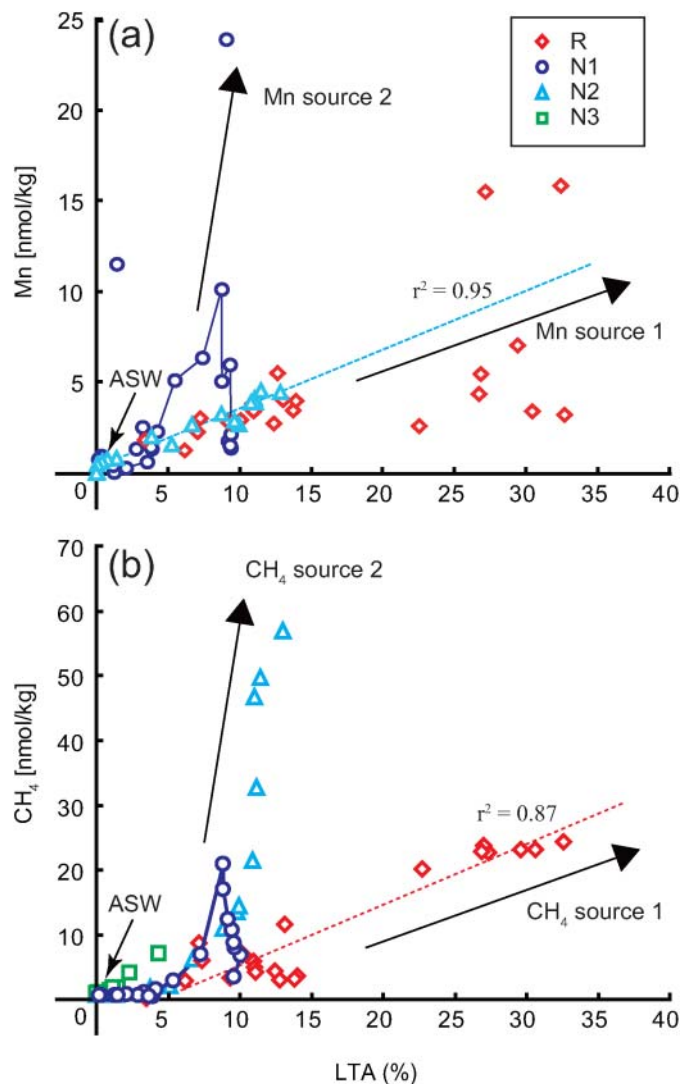 (a)
R
N1
N2
N3
Mn source 2
Mn source 1
r² = 0.95
ASW
Mn [nmol/kg]
25
20
15
10
5
0
0 5 10 15 20 25 30 35 40
(b)
CH₄ source 2
CH₄ source 1
r² = 0.87
ASW
CH₄ [nmol/kg]
70
60
50
40
30
20
10
0
0 5 10 15 20 25 30 35 40
LTA (%)